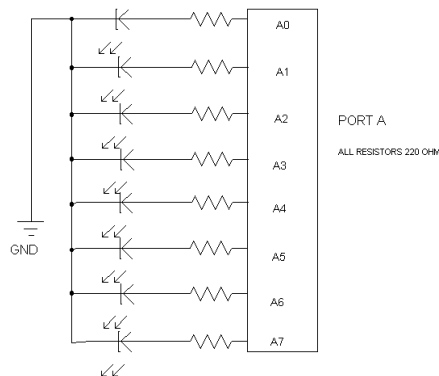 A0
A1
A2
PORT A
ALL RESISTORS 220 OHM
A3
A4
GND
A5
A6
A7